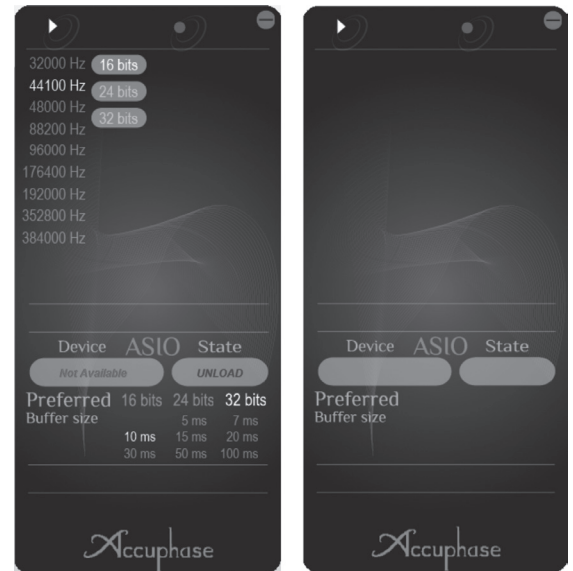 32000 Hz 16 bits
44100 Hz 24 bits
48000 Hz 32 bits
88200 Hz
96000 Hz
176400 Hz
192000 Hz
352800 Hz
384000 Hz
Device ASIO State
Not Available UNLOAD
Preferred 16 bits 24 bits 32 bits
Buffer size 5 ms 7 ms
10 ms 15 ms 20 ms
30 ms 50 ms 100 ms
Accuphase
Device ASIO State
Preferred
Buffer size
Accuphase